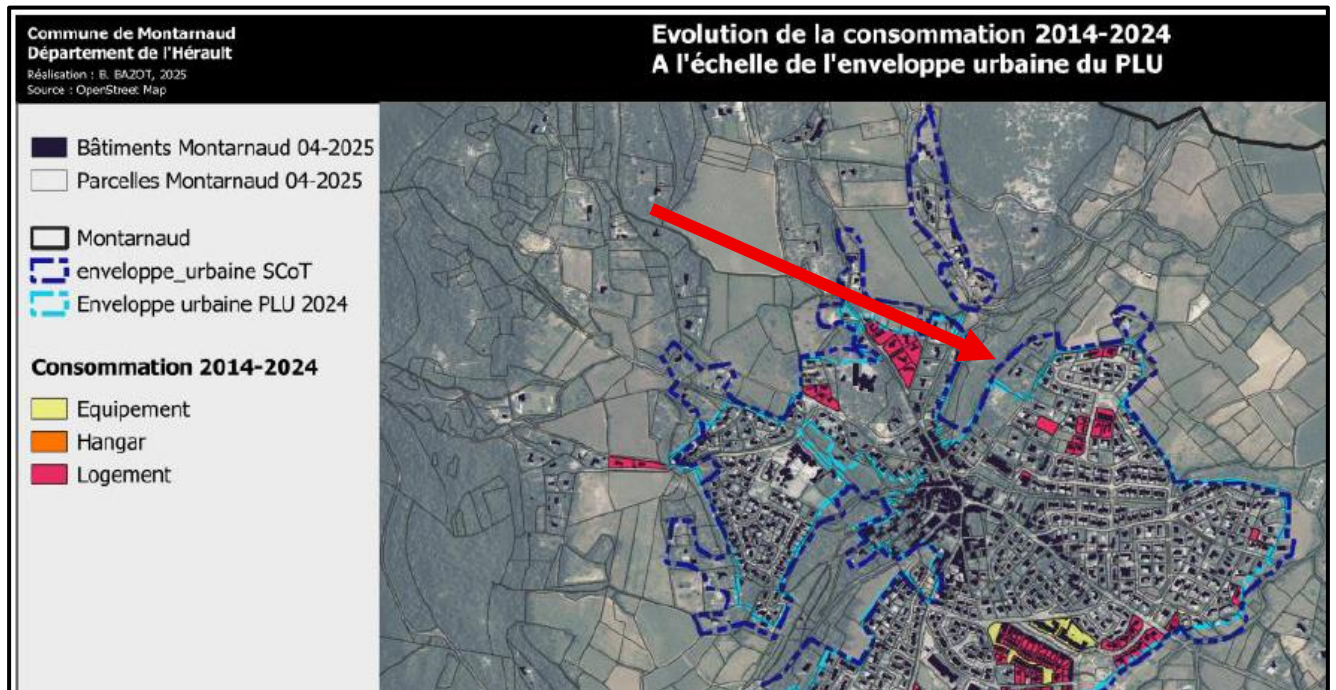 Commune de Montarnaud
Département de l'Hérault
Réalisation : B. BAZOT, 2025
Source : OpenStreet Map
Evolution de la consommation 2014-2024
A l'échelle de l'enveloppe urbaine du PLU
Bâtiments Montarnaud 04-2025
Parcelles Montarnaud 04-2025
Montarnaud
enveloppe_urbaine SCoT
Enveloppe urbaine PLU 2024
Consommation 2014-2024
Equipement
Hangar
Logement